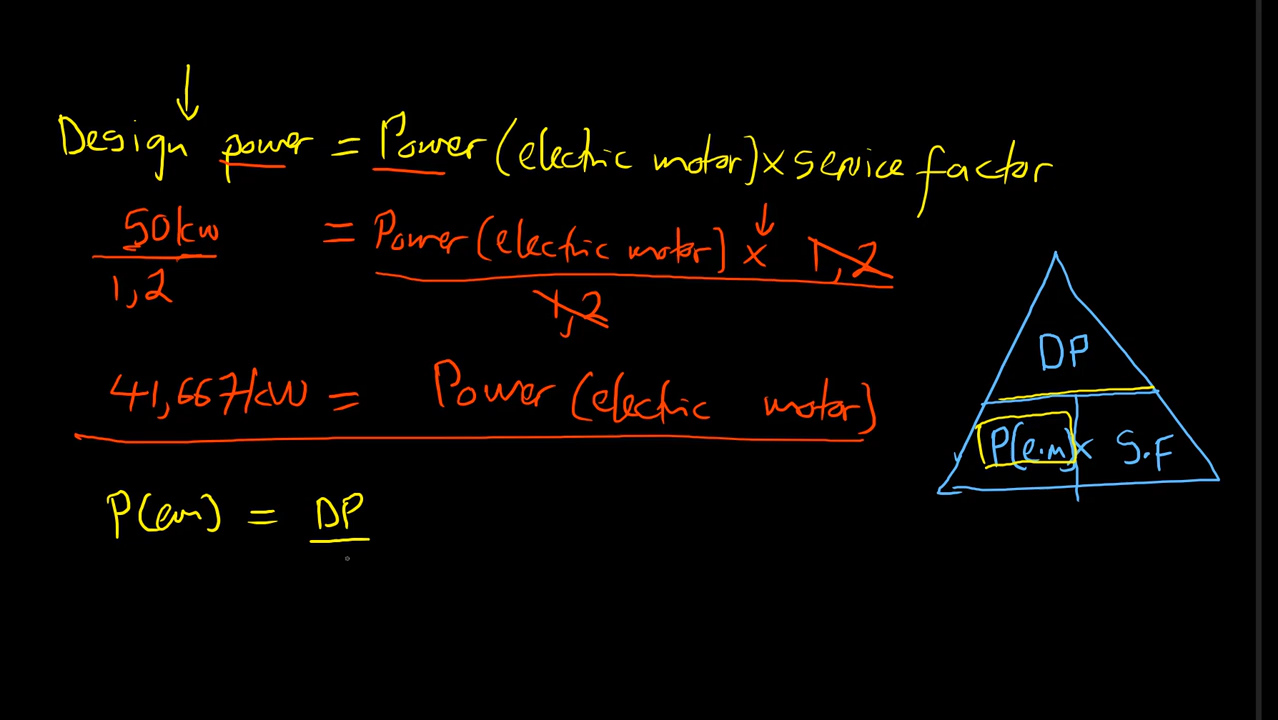 Design power = Power (electric motor) x service factor
50kw = Power (electric motor) x 1,2
1,2 1,2
41,667kW = Power (electric motor)
P(em) = DP
DP
P(e.m) x S.F